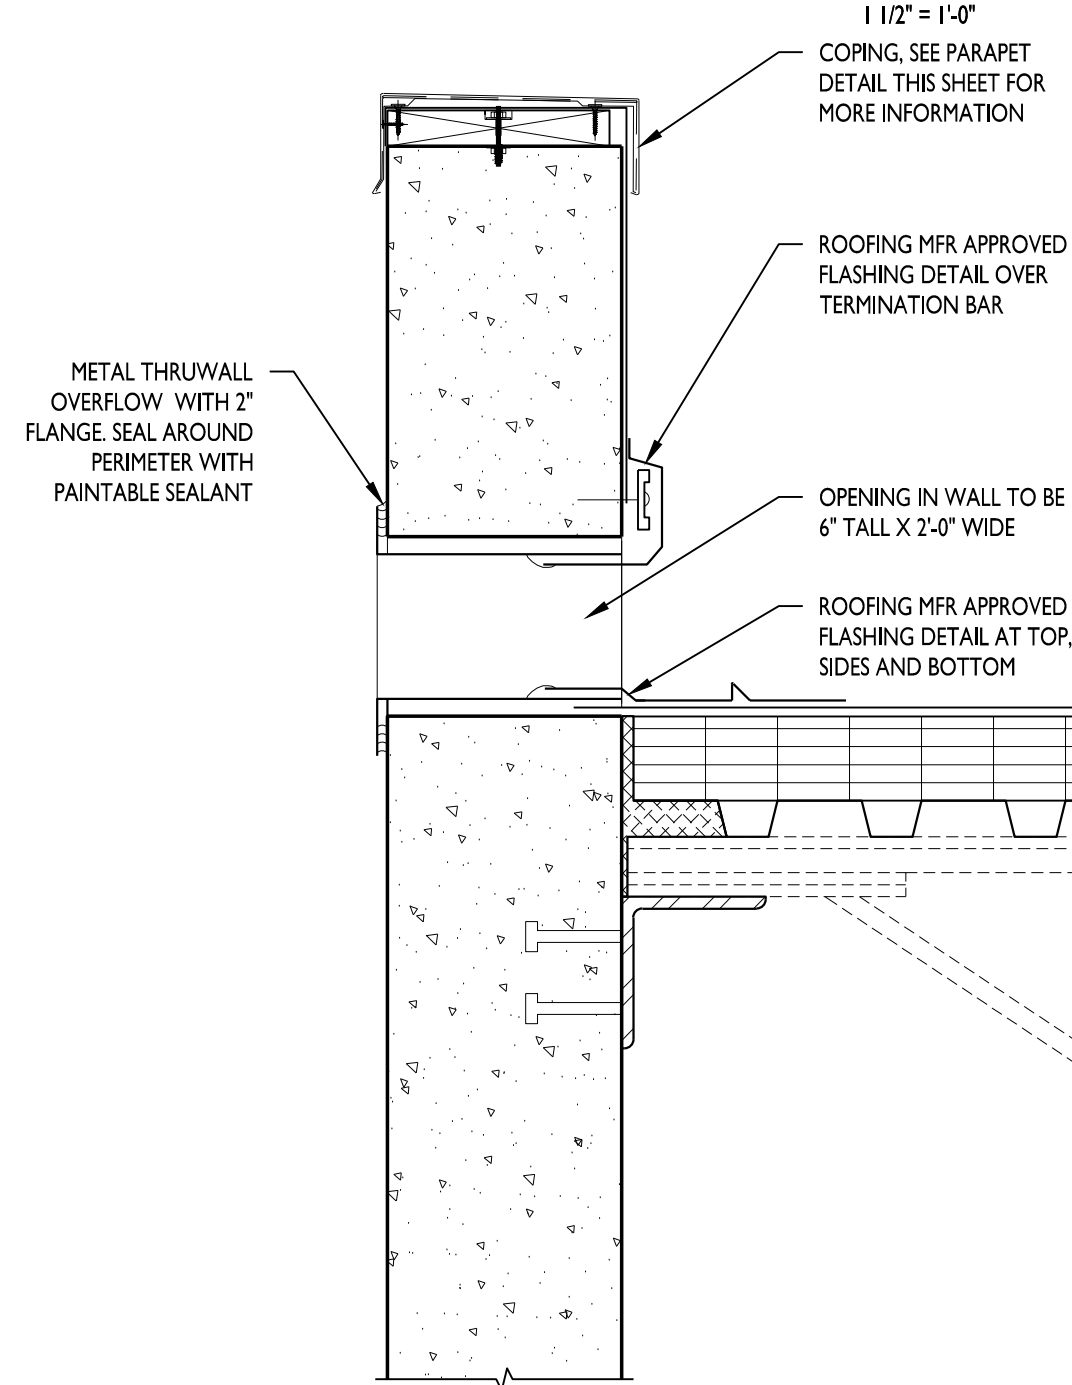 1 1/2" = 1'-0"
COPING, SEE PARAPET
DETAIL THIS SHEET FOR
MORE INFORMATION
ROOFING MFR APPROVED
FLASHING DETAIL OVER
TERMINATION BAR
METAL THRUWALL
OVERFLOW WITH 2"
FLANGE. SEAL AROUND
PERIMETER WITH
PAINTABLE SEALANT
OPENING IN WALL TO BE
6" TALL X 2'-0" WIDE
ROOFING MFR APPROVED
FLASHING DETAIL AT TOP,
SIDES AND BOTTOM